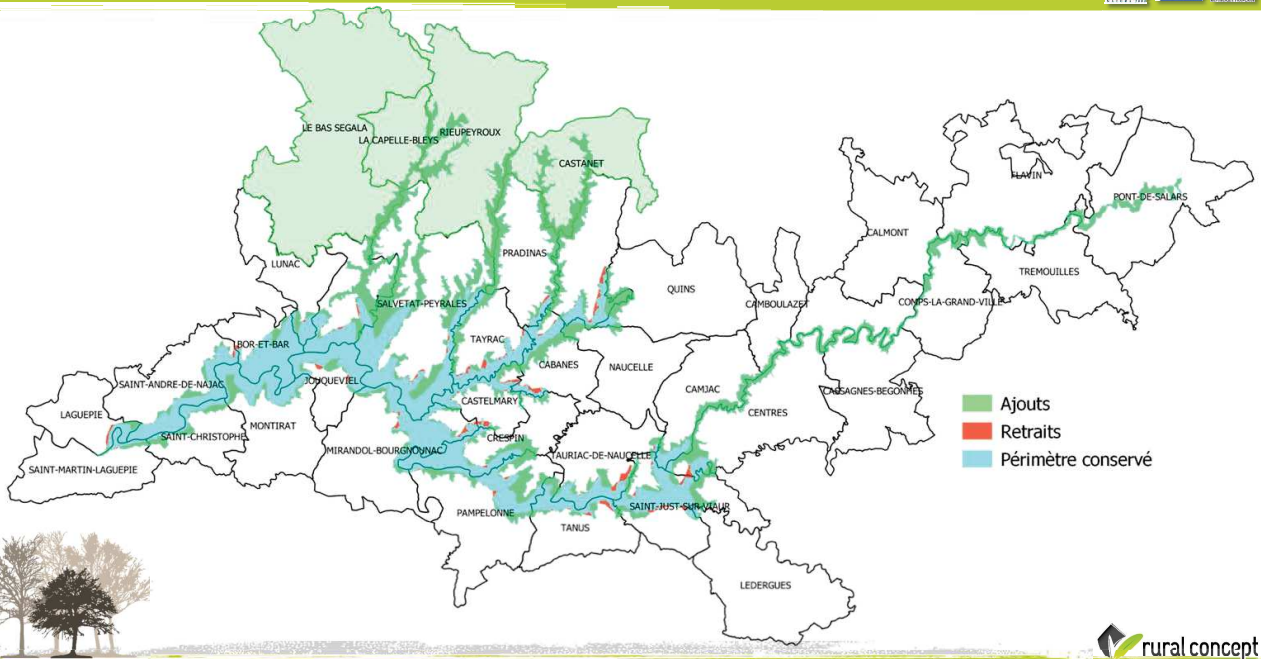 LE BAS SEGALA
LA CAPELLE-BLEYS
RIEUPEYROUX
CASTANET
FLAVIN
PONT-DE-SALARS
CALMONT
PRADINAS
LUNAC
TREMOUILLES
QUINS
SALVETAT-PEYRALES
CAMBOULAZET
COMPS-LA-GRAND-VILLE
TAYRAC
BOR-ET-BAR
CABANES
NAUCELLE
JOUQUEVIEL
SAINT-ANDRE-DE-NAJAC
CAMJAC
CASSAGNES-BEGONHES
CASTELMARY
LAGUEPIE
CENTRES
MONTIRAT
SAINT-CHRISTOPHE
CRESPIN
MIRANDOL-BOURGNOUNAC
TAURIAC-DE-NAUCELLE
SAINT-MARTIN-LAGUEPIE
SAINT-JUST-SUR-VIAUR
PAMPELONNE
TANUS
LEDERGUES
Ajouts
Retraits
Périmètre conservé
rural concept